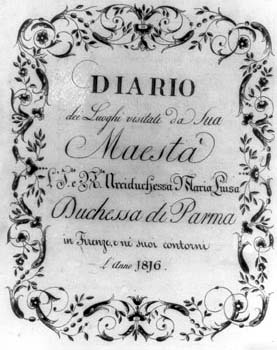 DIARIO
dei Luoghi visitati da Sua
Maestà
L'I. e R. Arciduchessa Maria Luisa
Duchessa di Parma
in Firenze, e nè suoi contorni
L'Anno 1816.